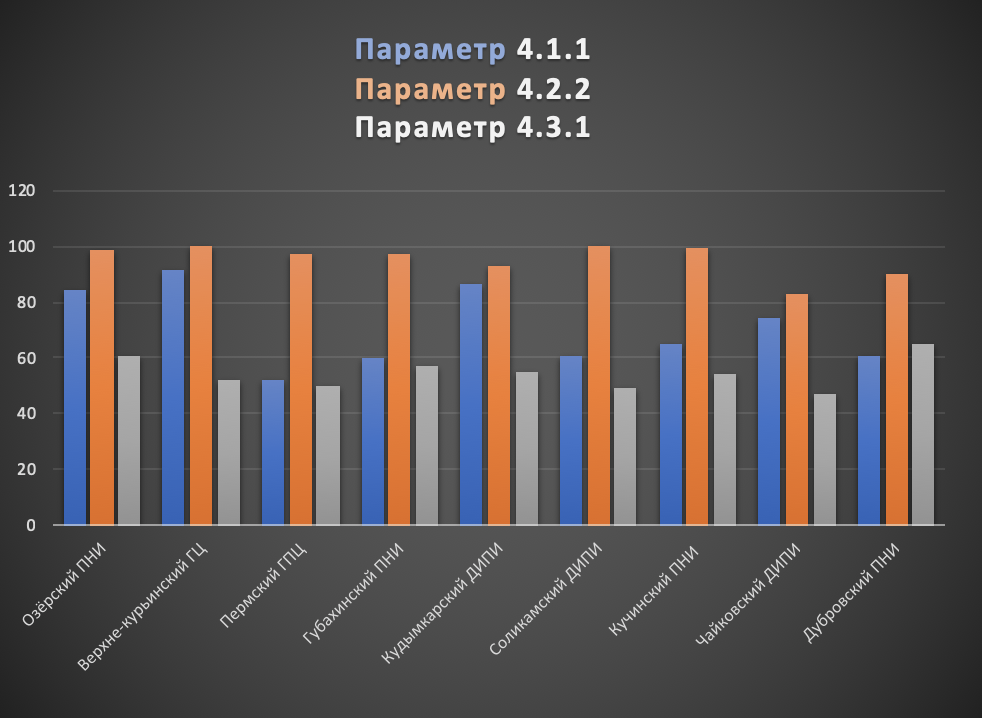 Параметр 4.1.1
Параметр 4.2.2
Параметр 4.3.1
120
100
80
60
40
20
0
Озёрский ПНИ
Верхне-курьинский ГЦ
Пермский ГПЦ
Губахинский ПНИ
Кудымкарский ДИПИ
Соликамский ДИПИ
Кучинский ПНИ
Чайковский ДИПИ
Дубровский ПНИ